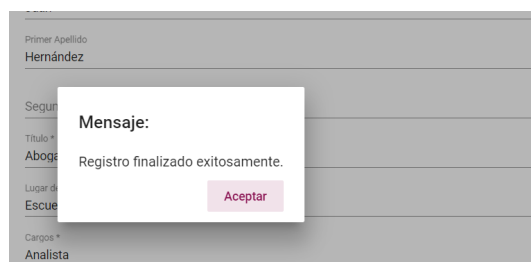 Primer Apellido
Hernández
Mensaje:
Registro finalizado exitosamente.
Aceptar
Título *
Cargos *
Analista